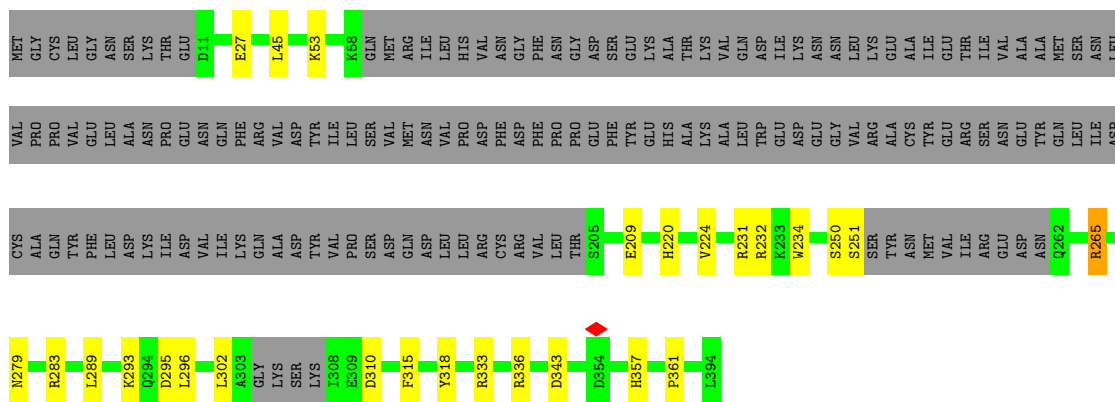 MET GLY CYS LEU GLY ASN SER LYS THR GLU D11 E27 L45 K53 K58 GLN MET ARG ILE LEU HIS VAL ASN GLY PHE ASN GLY ASP SER GLU LYS ALA THR LYS VAL GLN ASP ILE LYS ASN ASN LEU LYS GLU ALA ILE GLU THR ILE VAL ALA ALA MET SER ASN LEU
VAL PRO PRO VAL GLU LEU ALA ASN PRO GLU ASN GLN PHE ARG VAL ASP TYR ILE LEU SER VAL MET ASN VAL PRO ASP PHE ASP PHE PRO PRO GLU PHE TYR GLU HIS ALA LYS ALA LEU TRP GLU ASP GLU GLY VAL ARG ALA CYS TYR GLU ARG SER ASN GLU TYR GLN LEU ILE ASP
CYS ALA GLN TYR PHE LEU ASP LYS ILE ASP VAL ILE LYS GLN ALA ASP TYR VAL PRO SER ASP GLN ASP LEU LEU ARG CYS ARG VAL LEU THR S205 E209 H220 V224 R231 R232 K233 W234 S250 S251 SER TYR ASN MET VAL ILE ARG GLU ASP ASN Q262 R265
N279 R283 L289 K293 Q294 D295 L296 L302 A303 GLY LYS SER LYS I308 E309 D310 F315 Y318 R333 R336 D343 D354 H357 P361 L394